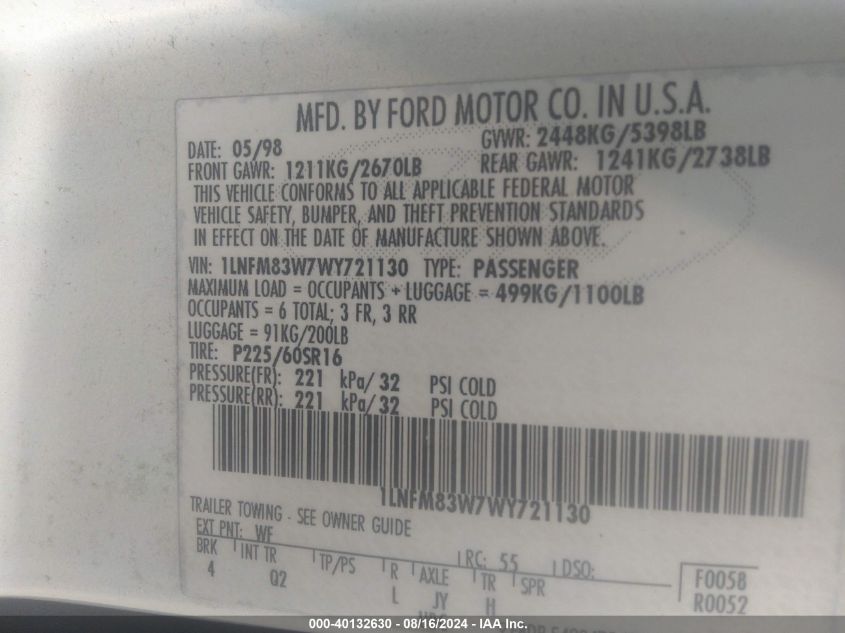 MFD. BY FORD MOTOR CO. IN U.S.A.
DATE: 05/98 GVWR: 2448KG/5398LB
FRONT GAWR: 1211KG/2670LB REAR GAWR: 1241KG/2738LB
THIS VEHICLE CONFORMS TO ALL APPLICABLE FEDERAL MOTOR
VEHICLE SAFETY, BUMPER, AND THEFT PREVENTION STANDARDS
IN EFFECT ON THE DATE OF MANUFACTURE SHOWN ABOVE.
VIN: 1LNFM83W7WY721130 TYPE: PASSENGER
MAXIMUM LOAD = OCCUPANTS + LUGGAGE = 499KG/1100LB
OCCUPANTS = 6 TOTAL; 3 FR, 3 RR
LUGGAGE = 91KG/200LB
TIRE: P225/60SR16
PRESSURE(FR): 221 kPa/ 32 PSI COLD
PRESSURE(RR): 221 kPa/ 32 PSI COLD
1LNFM83W7WY721130
TRAILER TOWING - SEE OWNER GUIDE
EXT PNT: WF RC: 55 DSO:
BRK INT TR TP/PS R AXLE TR SPR F0058
4 Q2 L JY H R0052
000-40132630 - 08/16/2024 - IAA Inc.